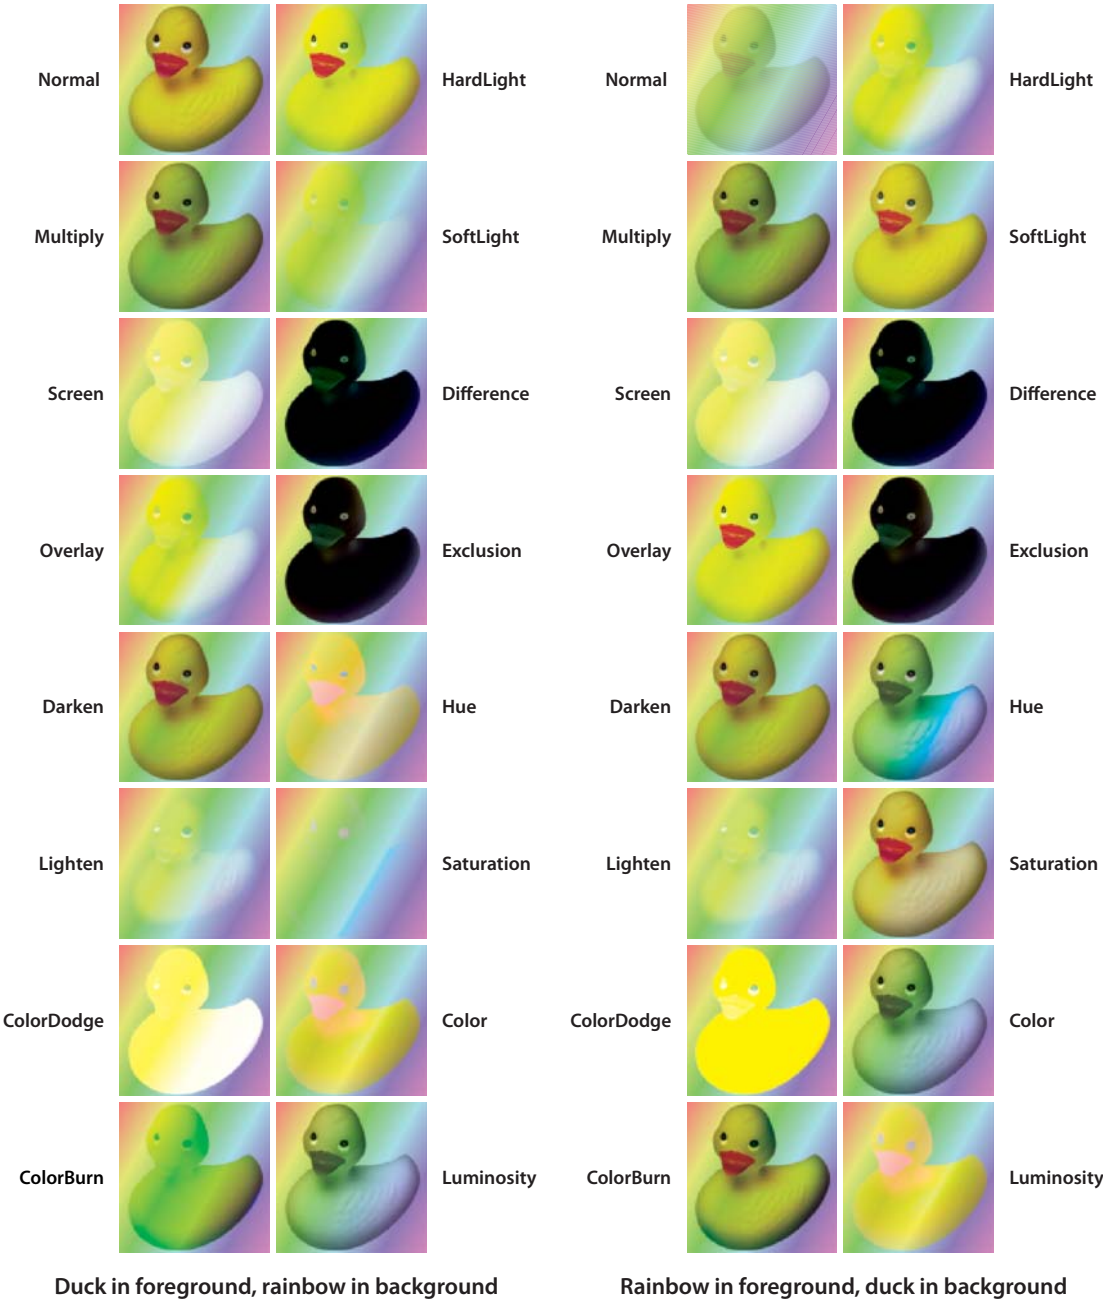 Normal
HardLight
Normal
HardLight
Multiply
SoftLight
Multiply
SoftLight
Screen
Difference
Screen
Difference
Overlay
Exclusion
Overlay
Exclusion
Darken
Hue
Darken
Hue
Lighten
Saturation
Lighten
Saturation
ColorDodge
Color
ColorDodge
Color
ColorBurn
Luminosity
ColorBurn
Luminosity
Duck in foreground, rainbow in background
Rainbow in foreground, duck in background